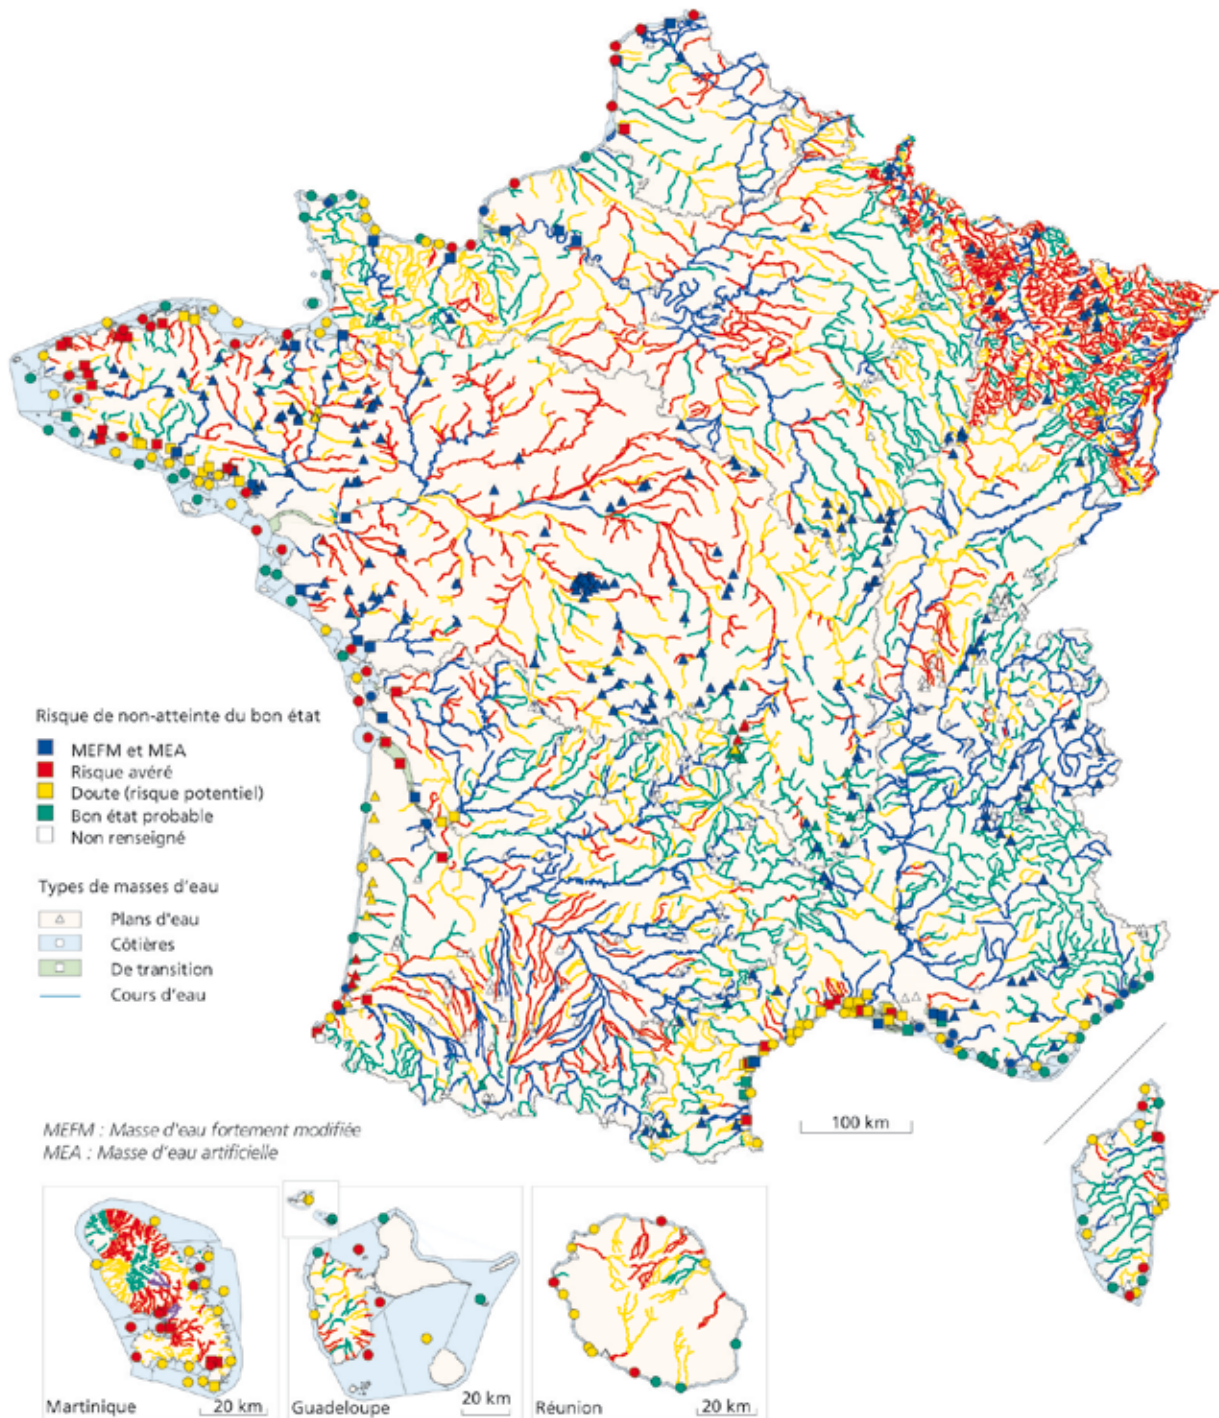 Risque de non-atteinte du bon état
MEFM et MEA
Risque avéré
Doute (risque potentiel)
Bon état probable
Non renseigné
Types de masses d'eau
Plans d'eau
Côtières
De transition
Cours d'eau
100 km
MEFM : Masse d'eau fortement modifiée
MEA : Masse d'eau artificielle
Martinique
20 km
Guadeloupe
20 km
Réunion
20 km